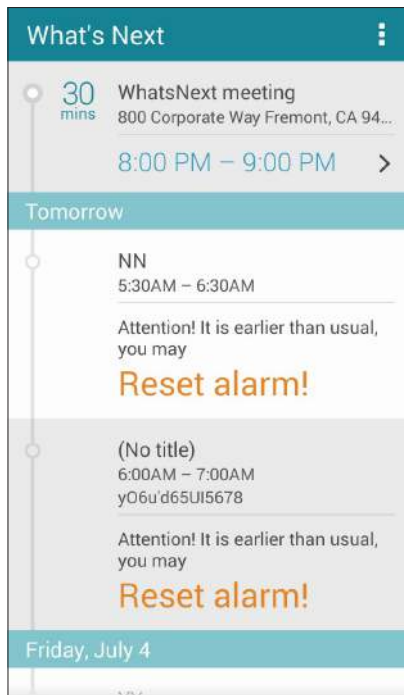 What's Next
30 mins
WhatsNext meeting
800 Corporate Way Fremont, CA 94...
8:00 PM – 9:00 PM
Tomorrow
NN
5:30AM – 6:30AM
Attention! It is earlier than usual,
you may
Reset alarm!
(No title)
6:00AM – 7:00AM
yO6u'd65UI5678
Attention! It is earlier than usual,
you may
Reset alarm!
Friday, July 4